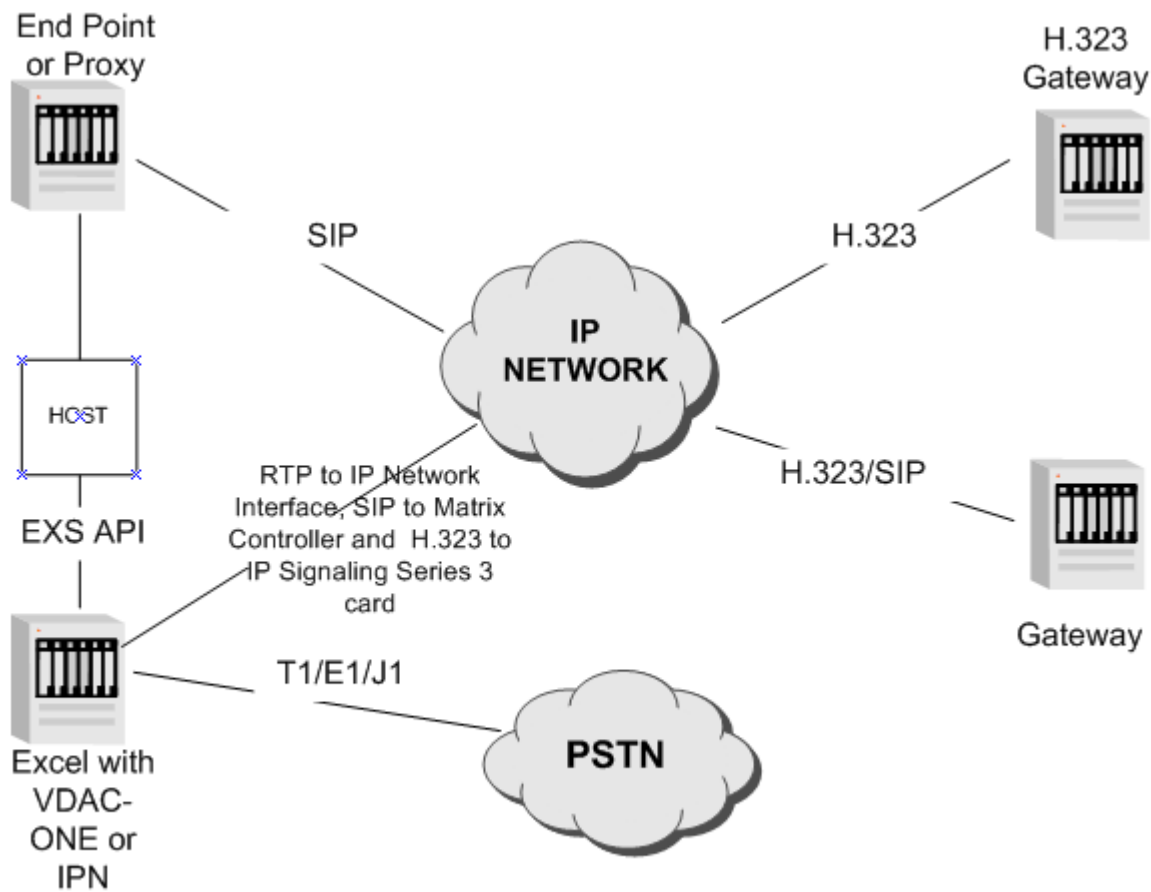 End Point
or Proxy
H.323
Gateway
SIP
H.323
IP
NETWORK
HOST
RTP to IP Network
Interface, SIP to Matrix
Controller and H.323 to
IP Signaling Series 3
card
H.323/SIP
EXS API
Gateway
T1/E1/J1
PSTN
Excel with
VDAC-
ONE or
IPN